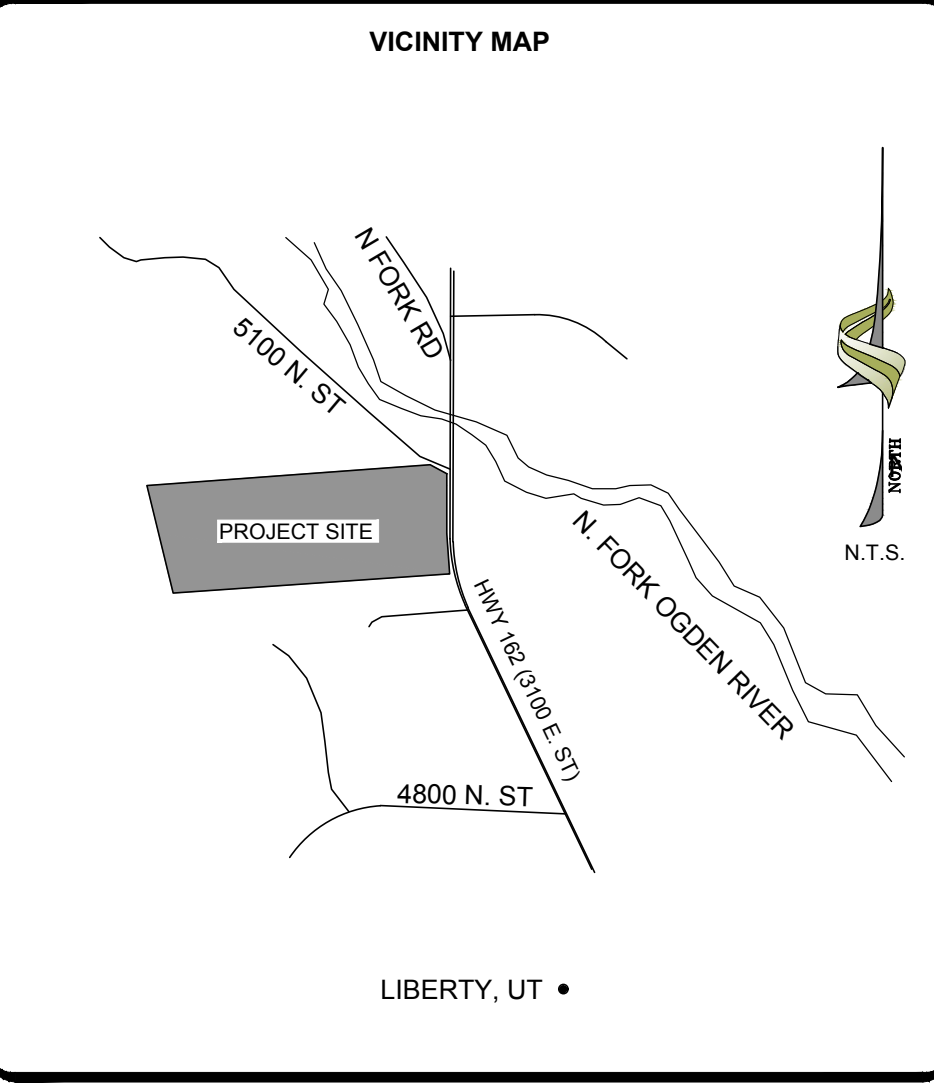 VICINITY MAP
N FORK RD
5100 N. ST
NORTH
PROJECT SITE
N.T.S.
N. FORK OGDEN RIVER
HWY 162 (3100 E. ST)
4800 N. ST
LIBERTY, UT